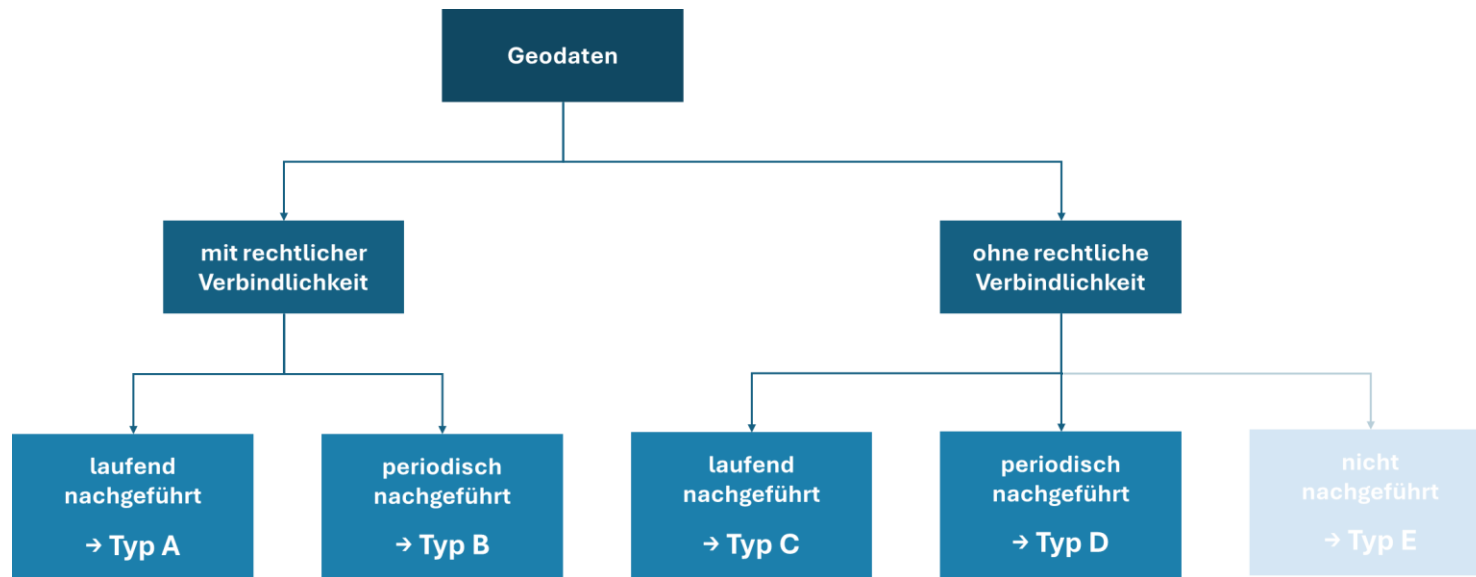 Geodaten
mit rechtlicher
Verbindlichkeit
ohne rechtliche
Verbindlichkeit
laufend
nachgeführt
→ Typ A
periodisch
nachgeführt
→ Typ B
laufend
nachgeführt
→ Typ C
periodisch
nachgeführt
→ Typ D
nicht
nachgeführt
→ Typ E